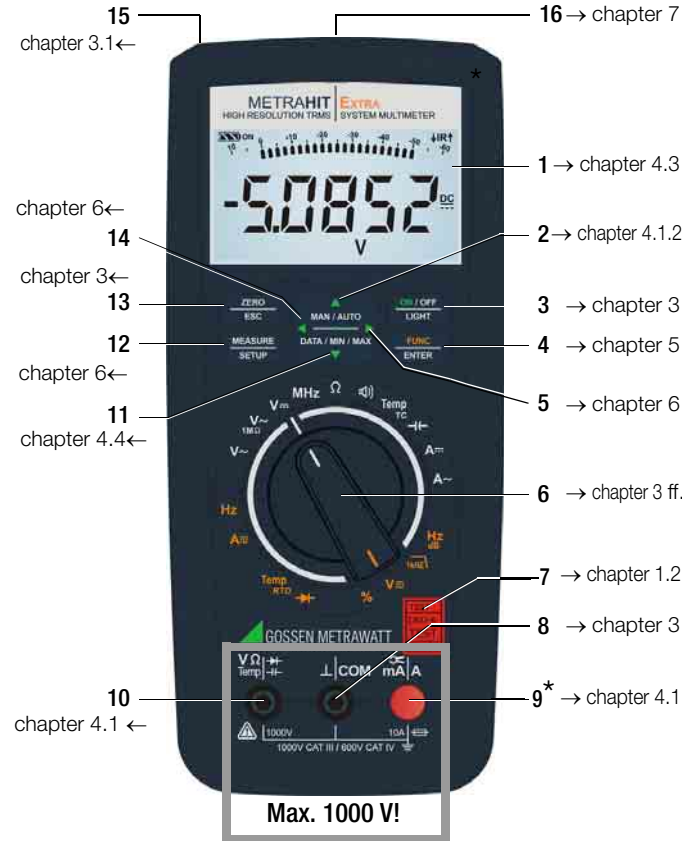 15
chapter 3.1←
16 → chapter 7
*
METRAHIT EXTRA
HIGH RESOLUTION TRMS SYSTEM MULTIMETER
ON
↓IR↑
-5.0852 DC
V
1 → chapter 4.3
chapter 6←
14
2→ chapter 4.1.2
chapter 3←
13
ZERO
ESC
MAN / AUTO
ON / OFF
LIGHT
3 → chapter 3
12
MEASURE
SETUP
DATA / MIN / MAX
FUNC
ENTER
4 → chapter 5
chapter 6←
5 → chapter 6
11
chapter 4.4←
MHz Ω
V⎓
Temp
TC
V~
1MΩ
A⎓
V~
A~
6 → chapter 3 ff.
Hz
A
Hz
dB
Temp
RTD
%
V
7 → chapter 1.2
8 → chapter 3
GOSSEN METRAWATT
VΩ
Temp
⊥ COM
mA A
10
chapter 4.1 ←
9* → chapter 4.1
1000V
10A
1000V CAT III / 600V CAT IV
Max. 1000 V!